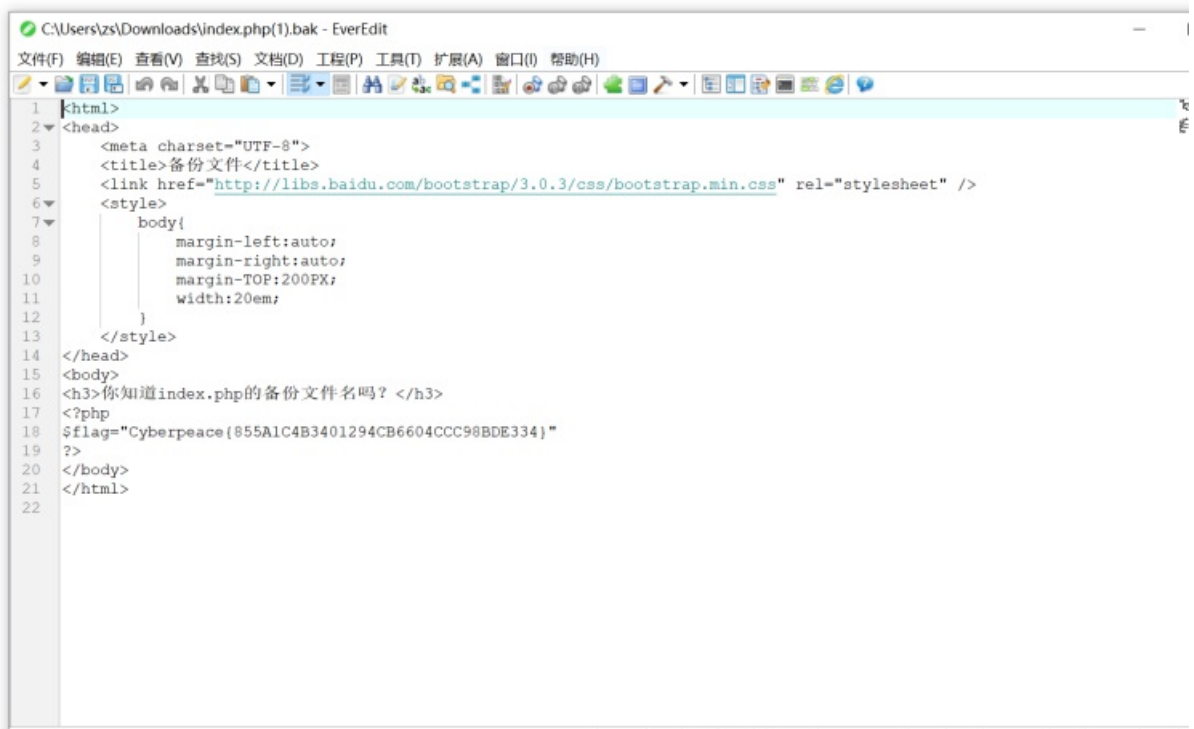 C:\Users\zs\Downloads\index.php(1).bak - EverEdit
文件(F) 编辑(E) 查看(V) 查找(S) 文档(D) 工程(P) 工具(T) 扩展(A) 窗口(I) 帮助(H)
1 <html>
2 <head>
3 <meta charset="UTF-8">
4 <title>备份文件</title>
5 <link href="http://libs.baidu.com/bootstrap/3.0.3/css/bootstrap.min.css" rel="stylesheet" />
6 <style>
7 body{
8 margin-left:auto;
9 margin-right:auto;
10 margin-TOP:200PX;
11 width:20em;
12 }
13 </style>
14 </head>
15 <body>
16 <h3>你知道index.php的备份文件名吗？</h3>
17 <?php
18 $flag="Cyberpeace{855A1C4B3401294CB6604CCC98BDE334}"
19 ?>
20 </body>
21 </html>
22